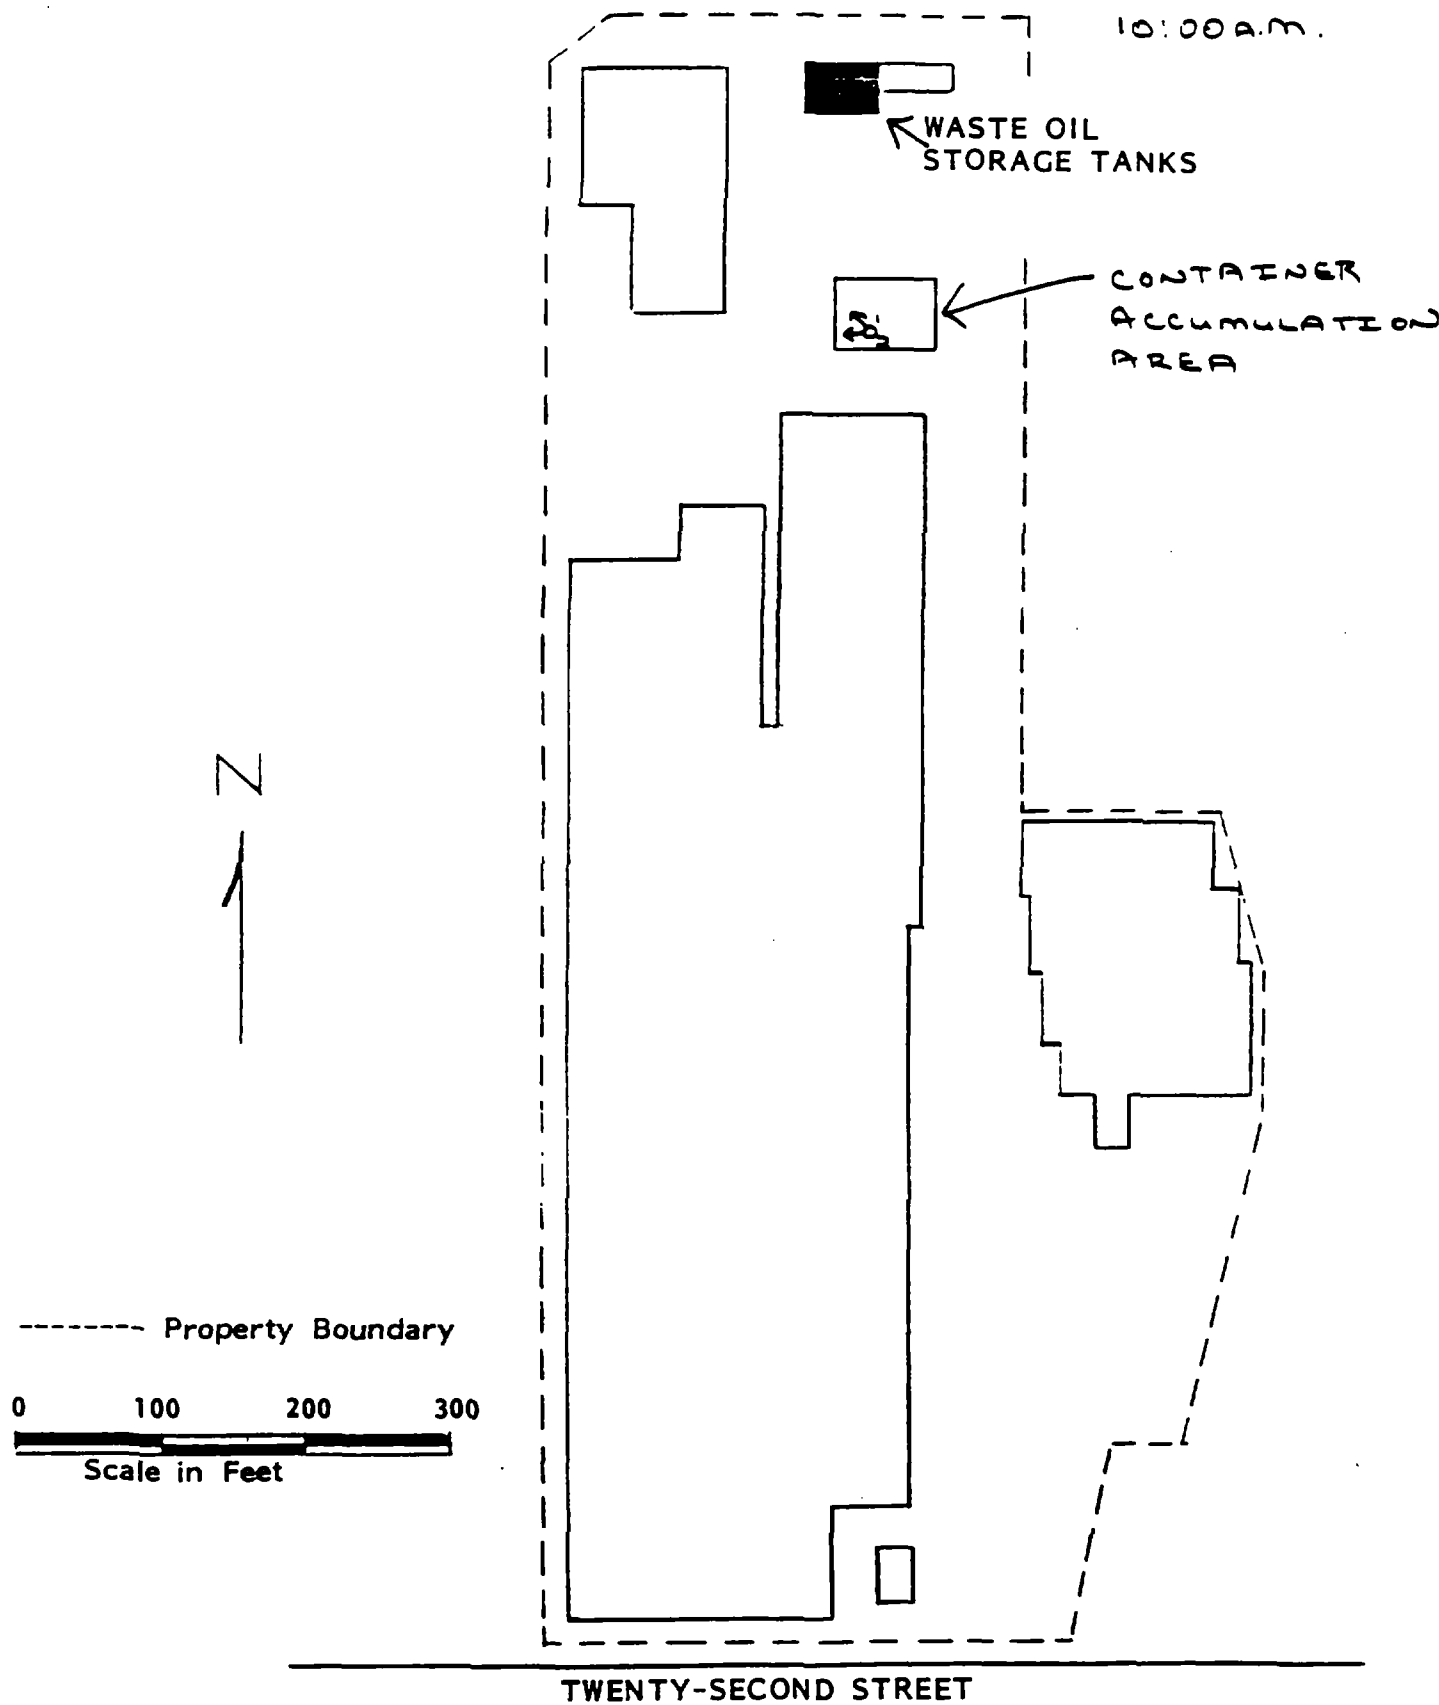 10:00 A.M.
WASTE OIL
STORAGE TANKS
CONTAINER
ACCUMULATION
AREA
N
Property Boundary
0 100 200 300
Scale in Feet
TWENTY-SECOND STREET